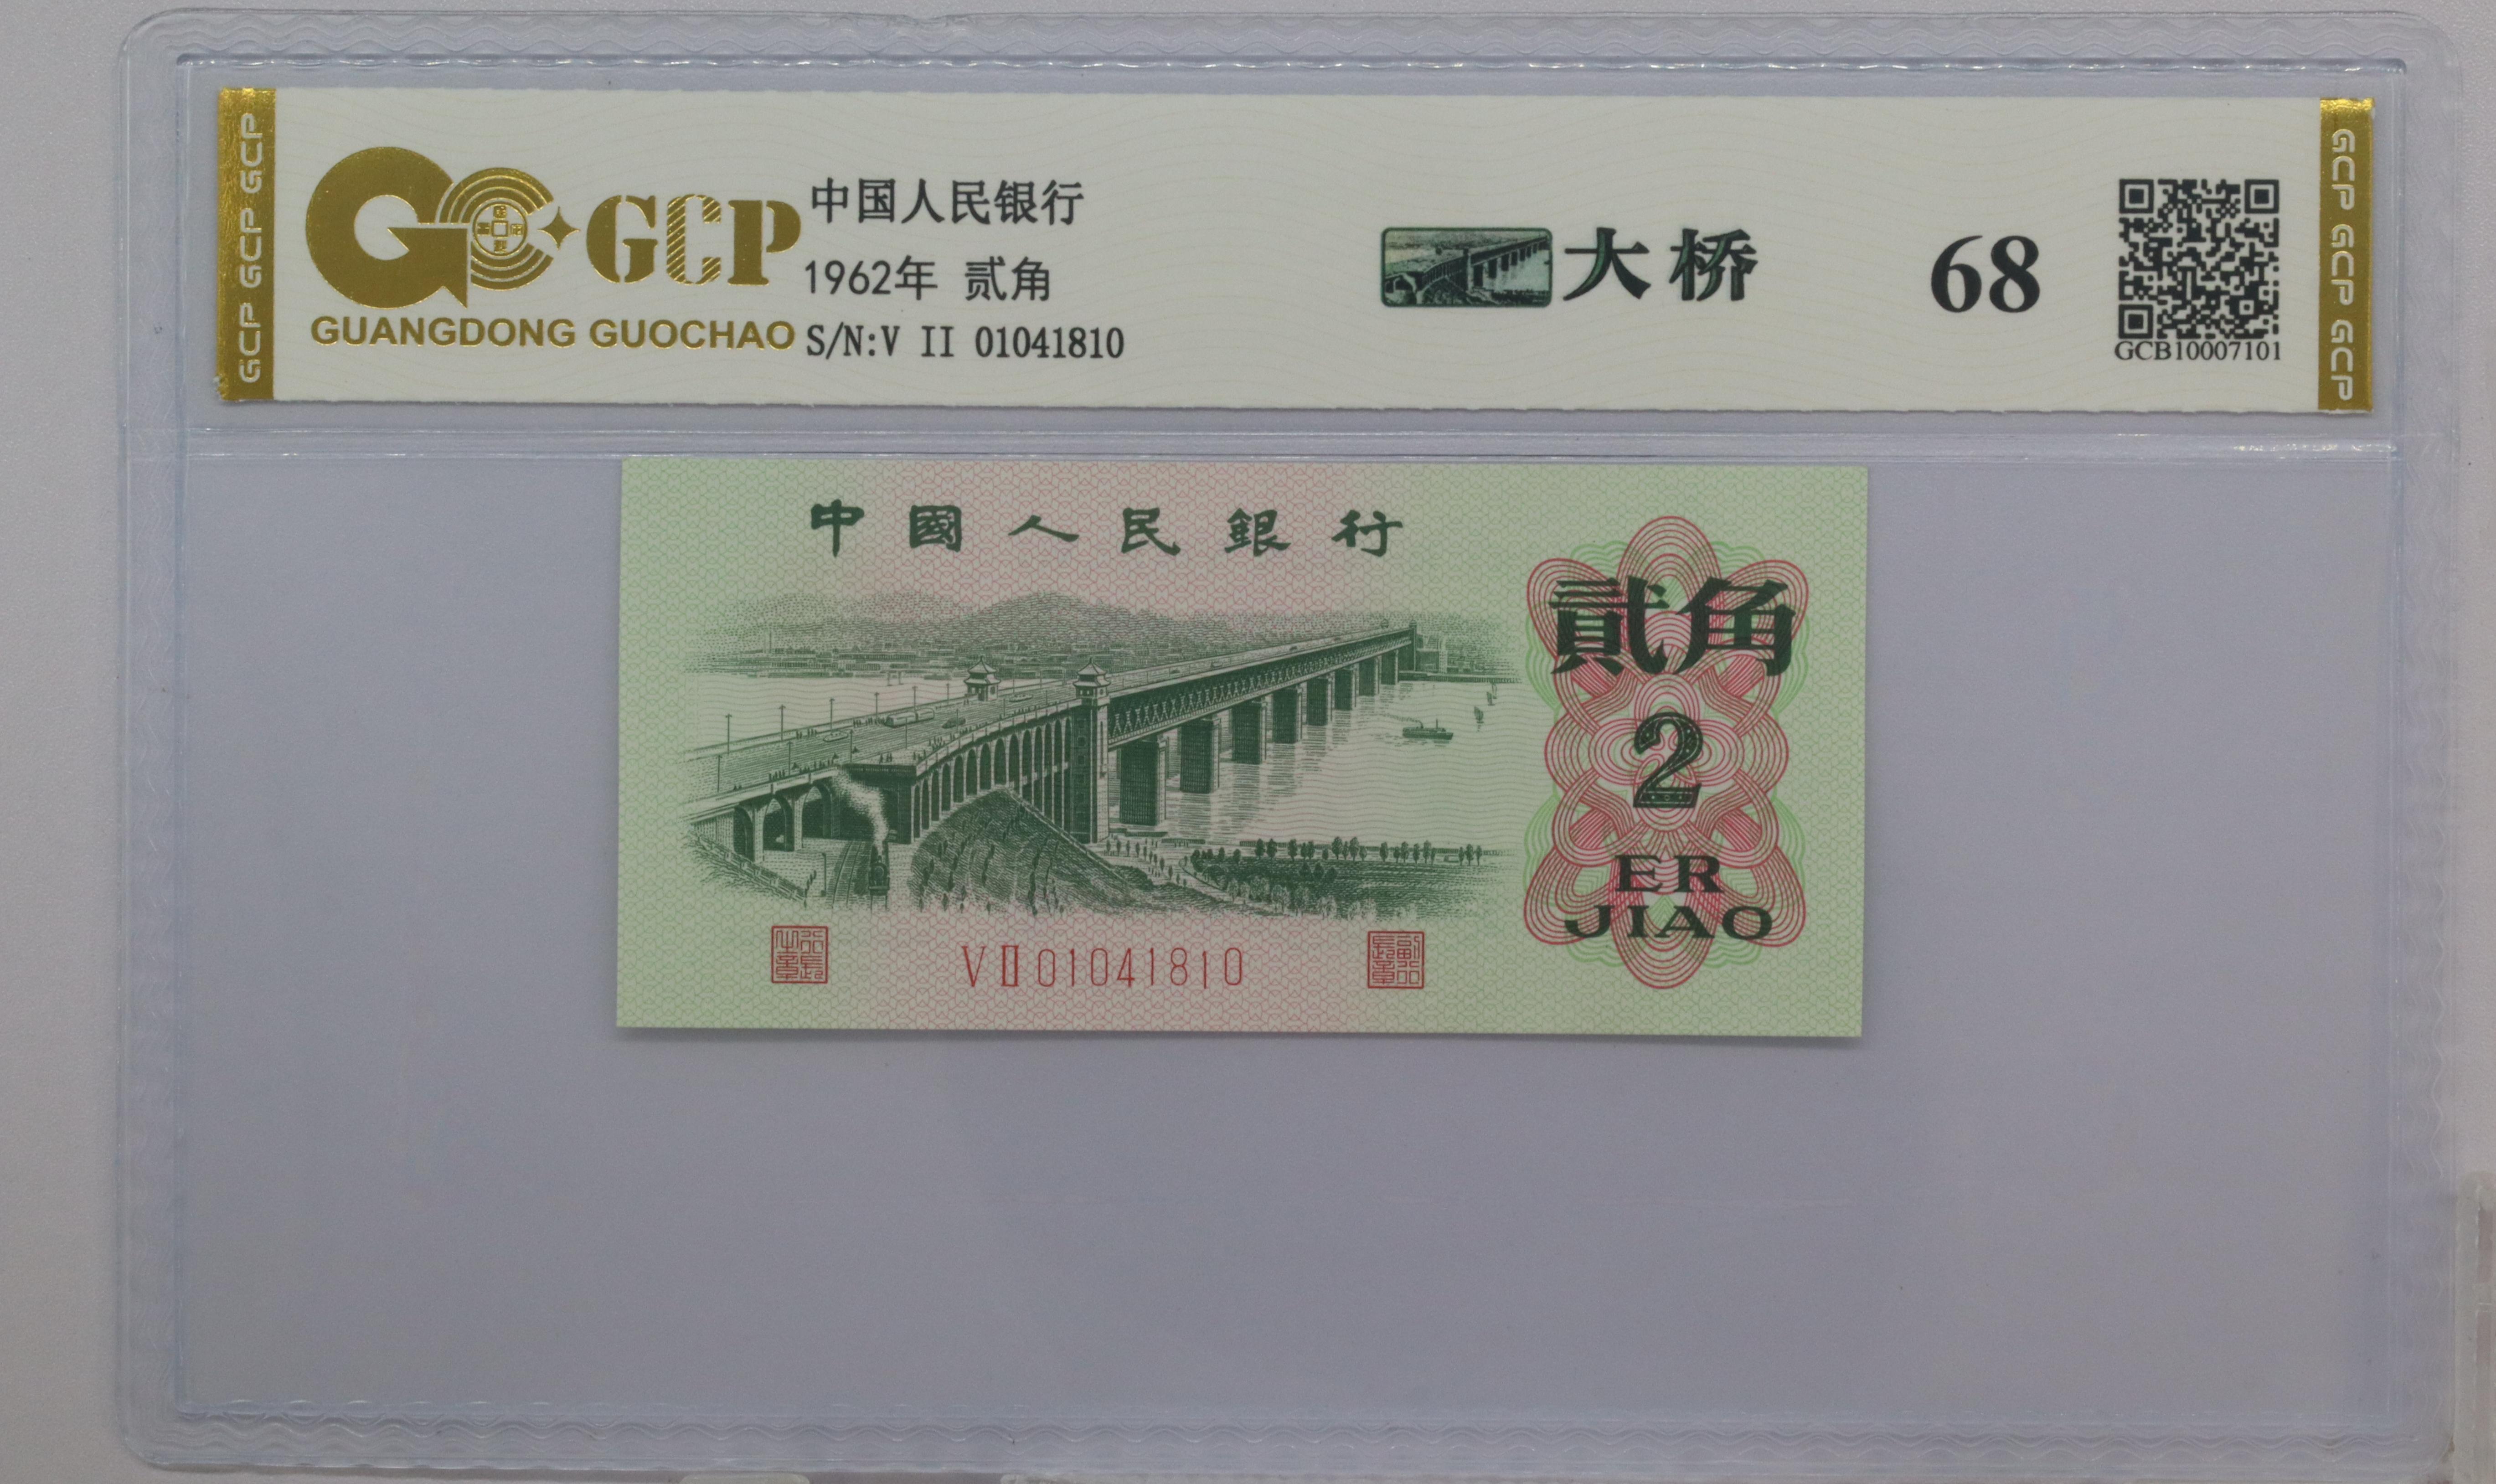 GCP GCP GCP
GCP
GUANGDONG GUOCHAO
中国人民银行
1962年 贰角
S/N:V II 01041810
大桥
68
GCB10007101
GCP GCP GCP
中國人民銀行
貳角
2
ER
JIAO
VⅡ01041810